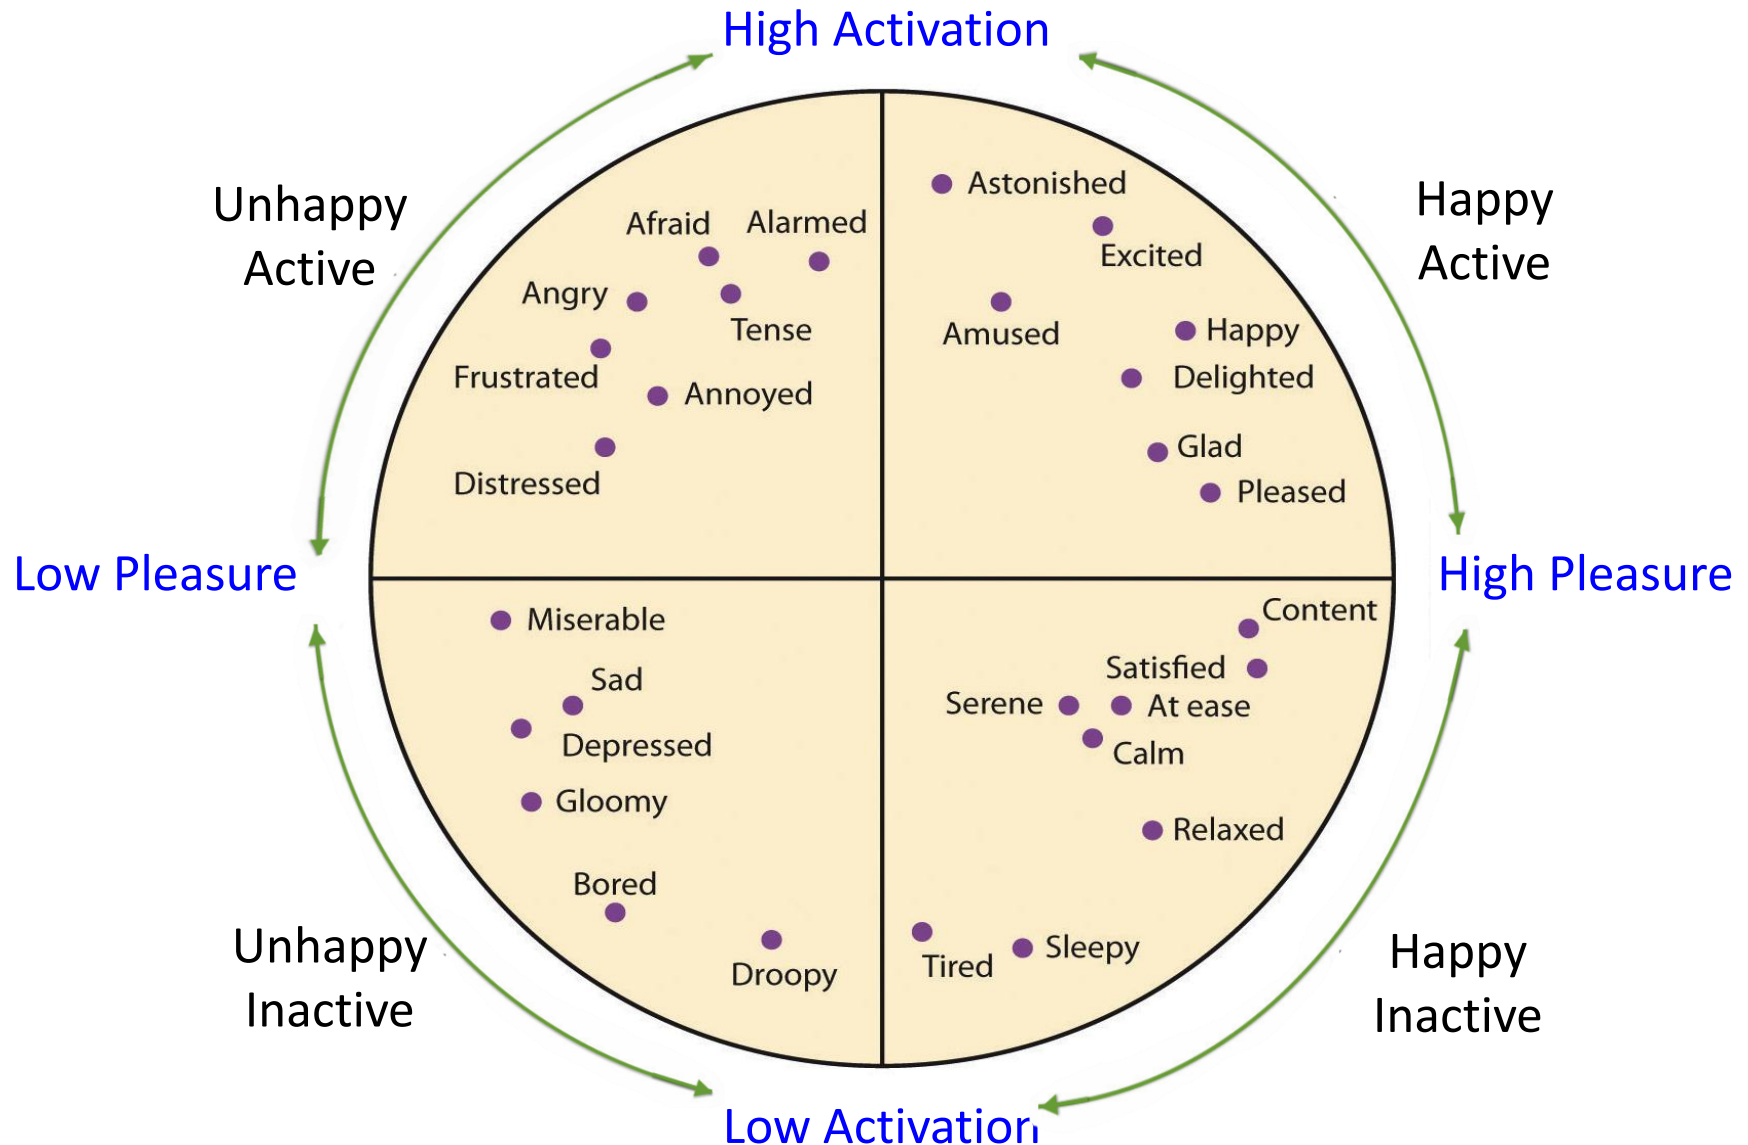 High Activation
Unhappy
Active
Happy
Active
Astonished
Afraid
Alarmed
Excited
Angry
Tense
Amused
Happy
Frustrated
Annoyed
Delighted
Glad
Distressed
Pleased
Low Pleasure
High Pleasure
Miserable
Content
Sad
Satisfied
Serene
At ease
Depressed
Calm
Gloomy
Relaxed
Bored
Droopy
Tired
Sleepy
Unhappy
Inactive
Happy
Inactive
Low Activation